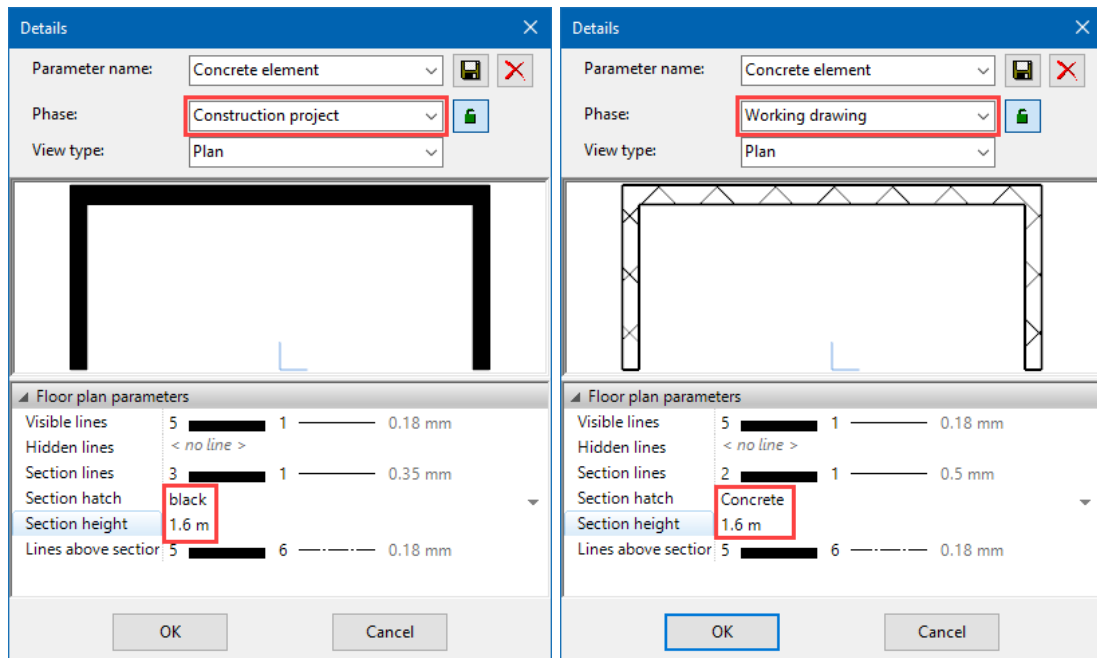 Details
Parameter name: Concrete element
Phase: Construction project
View type: Plan
Floor plan parameters
Visible lines 5 1 0.18 mm
Hidden lines < no line >
Section lines 3 1 0.35 mm
Section hatch black
Section height 1.6 m
Lines above section 5 6 0.18 mm
OK Cancel
Details
Parameter name: Concrete element
Phase: Working drawing
View type: Plan
Floor plan parameters
Visible lines 5 1 0.18 mm
Hidden lines < no line >
Section lines 2 1 0.5 mm
Section hatch Concrete
Section height 1.6 m
Lines above section 5 6 0.18 mm
OK Cancel